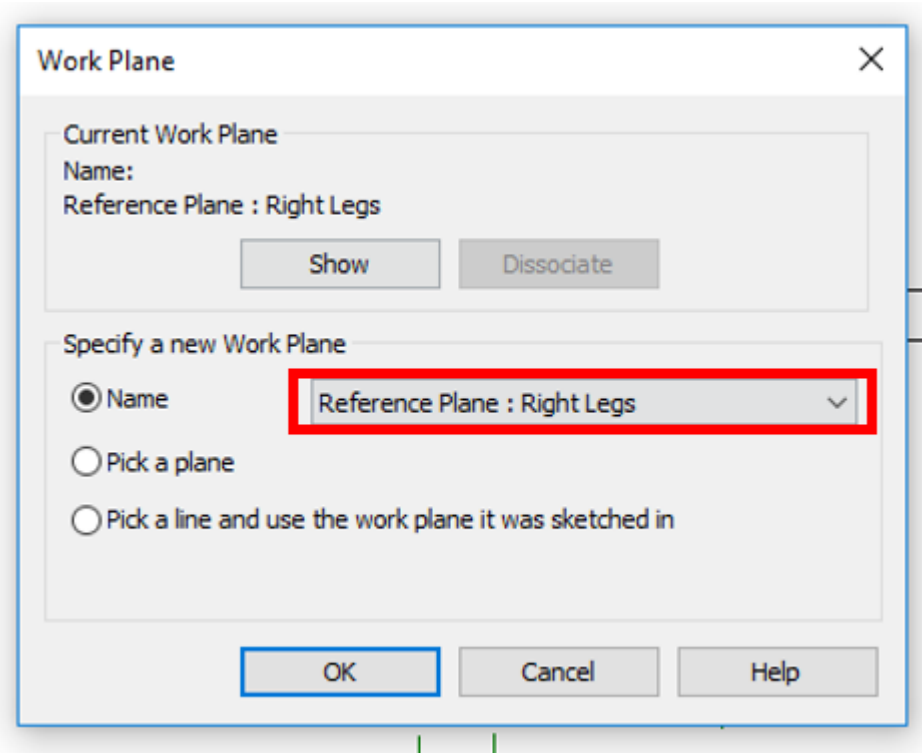 Work Plane
Current Work Plane
Name:
Reference Plane : Right Legs
Show
Dissociate
Specify a new Work Plane
Name
Reference Plane : Right Legs
Pick a plane
Pick a line and use the work plane it was sketched in
OK
Cancel
Help